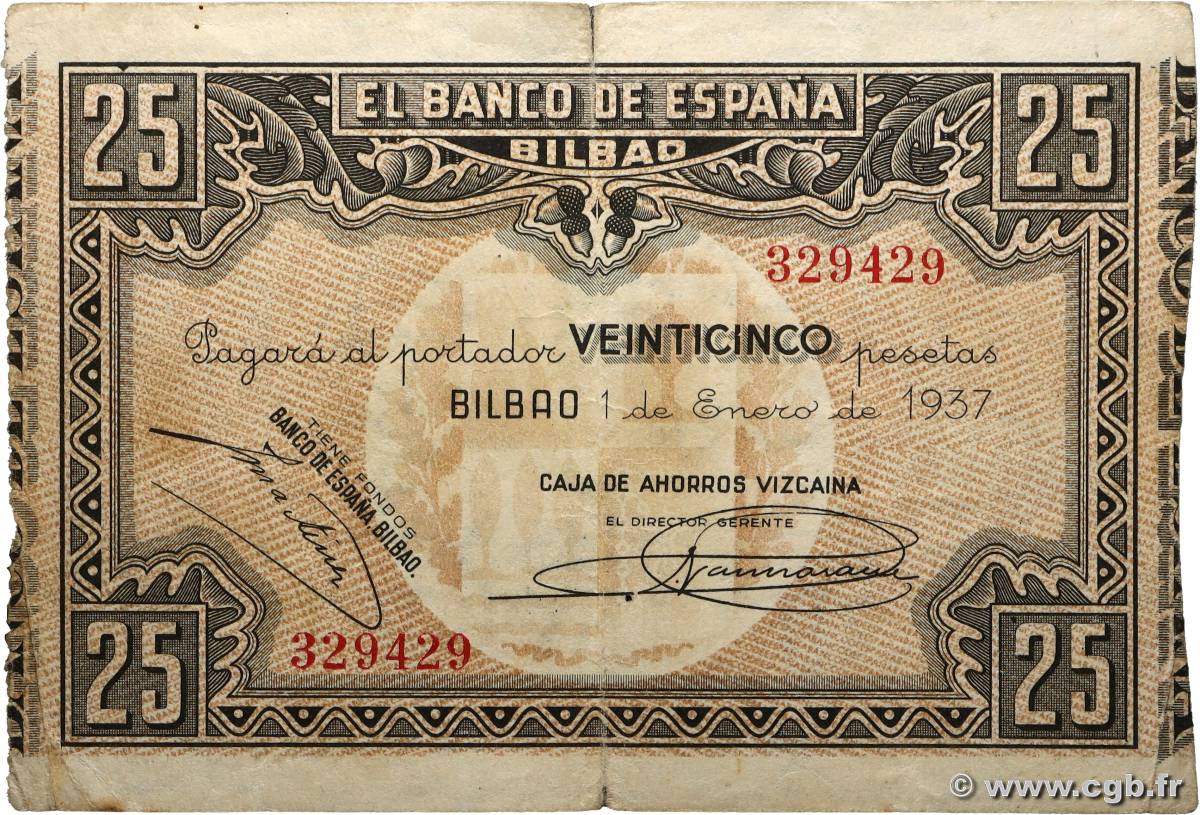 25
EL BANCO DE ESPAÑA
BILBAO
25
329429
Pagará al portador VEINTICINCO pesetas
BILBAO 1 de Enero de 1937
TIENE FONDOS
BANCO DE ESPAÑA, BILBAO.
CAJA DE AHORROS VIZCAINA
EL DIRECTOR GERENTE
329429
25
25
© www.cgb.fr